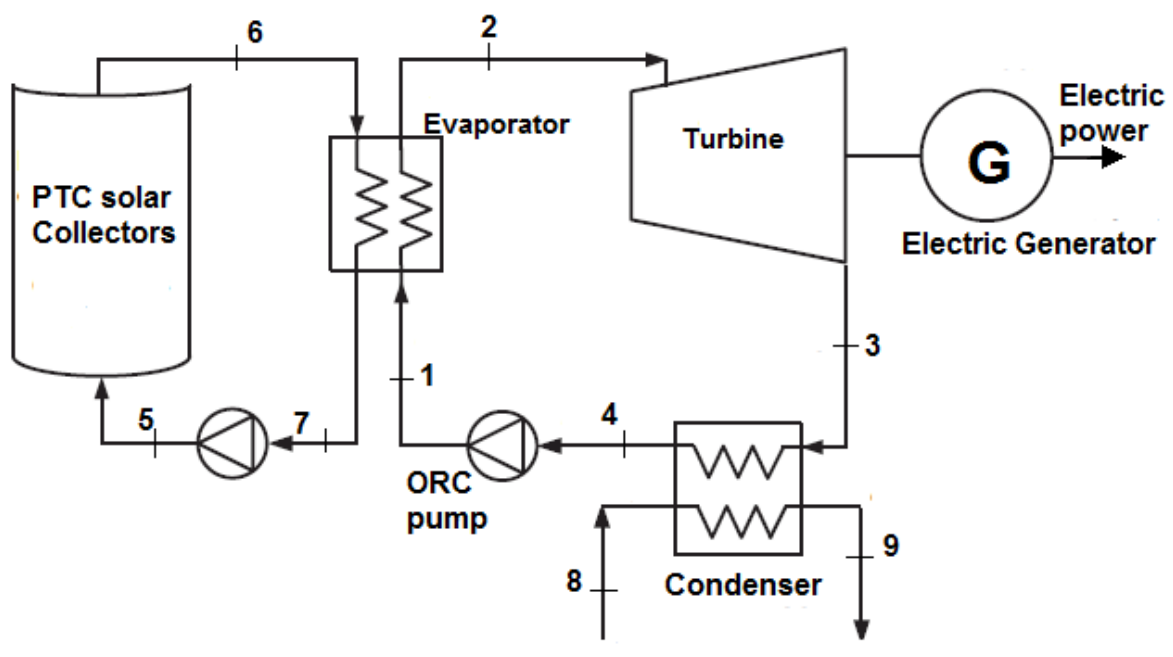 6
2
Evaporator
Turbine
Electric
power
G
Electric Generator
PTC solar
Collectors
3
1
5
7
4
ORC
pump
8
9
Condenser